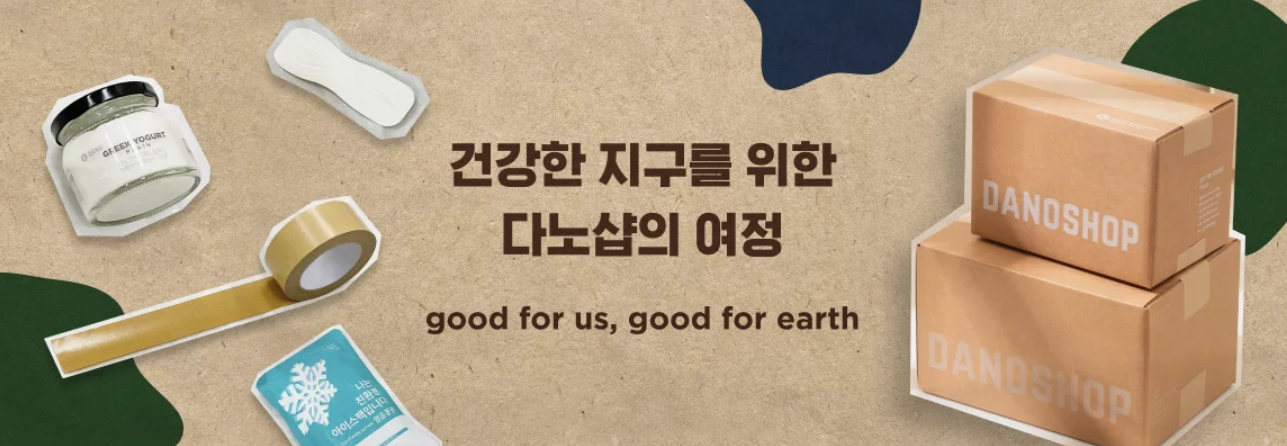 건강한 지구를 위한
다노샵의 여정
good for us, good for earth
GREEK YOGURT
PLAIN
나는
친환경
아이스팩입니다
DANOSHOP
DANOSHOP